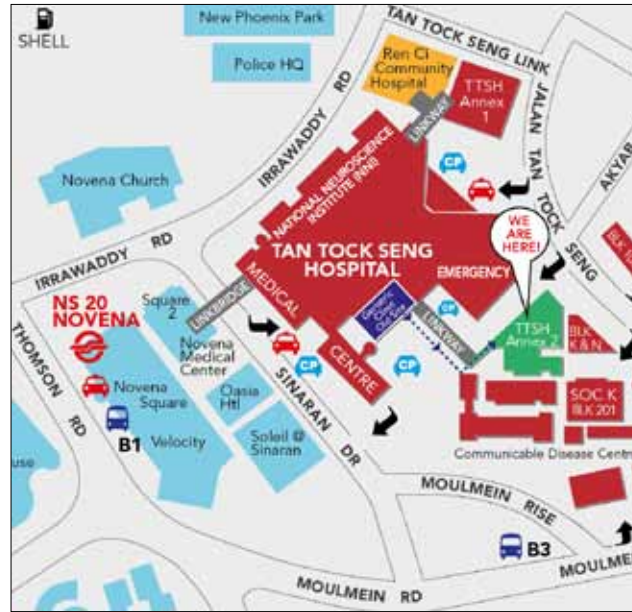 SHELL
New Phoenix Park
Police HQ
TAN TOCK SENG LINK
Ren Ci
Community
Hospital
TTSH
Annex
1
LINKWAY
IRRAWADDY RD
JALAN TAN TOCK SENG
Novena Church
NATIONAL NEUROSCIENCE
INSTITUTE (NNI)
CP
WE
ARE
HERE!
TAN TOCK SENG
HOSPITAL
EMERGENCY
IRRAWADDY RD
MEDICAL
CENTRE
LINKBRIDGE
Square
2
NS 20
NOVENA
CP
LINKWAY
TTSH
Annex 2
BLK
K & N
Novena
Medical
Center
CP
CP
THOMSON RD
Novena
Square
Oasia
Htl
SINARAN DR
SOC K
BLK 201
B1
Velocity
Soleil @
Sinaran
Communicable Disease Centr
MOULMEIN RISE
B3
MOULMEIN RD
MOULME
use